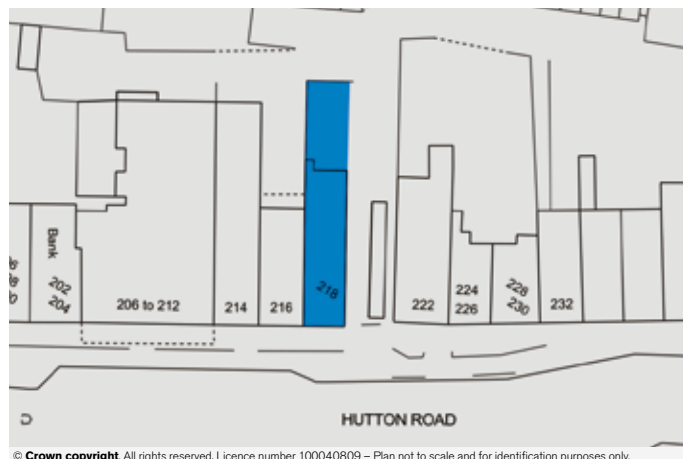 Bank
202
204
206 to 212
214
216
218
222
224
226
228
230
232
HUTTON ROAD
© Crown copyright. All rights reserved. Licence number 100040809 – Plan not to scale and for identification purposes only.